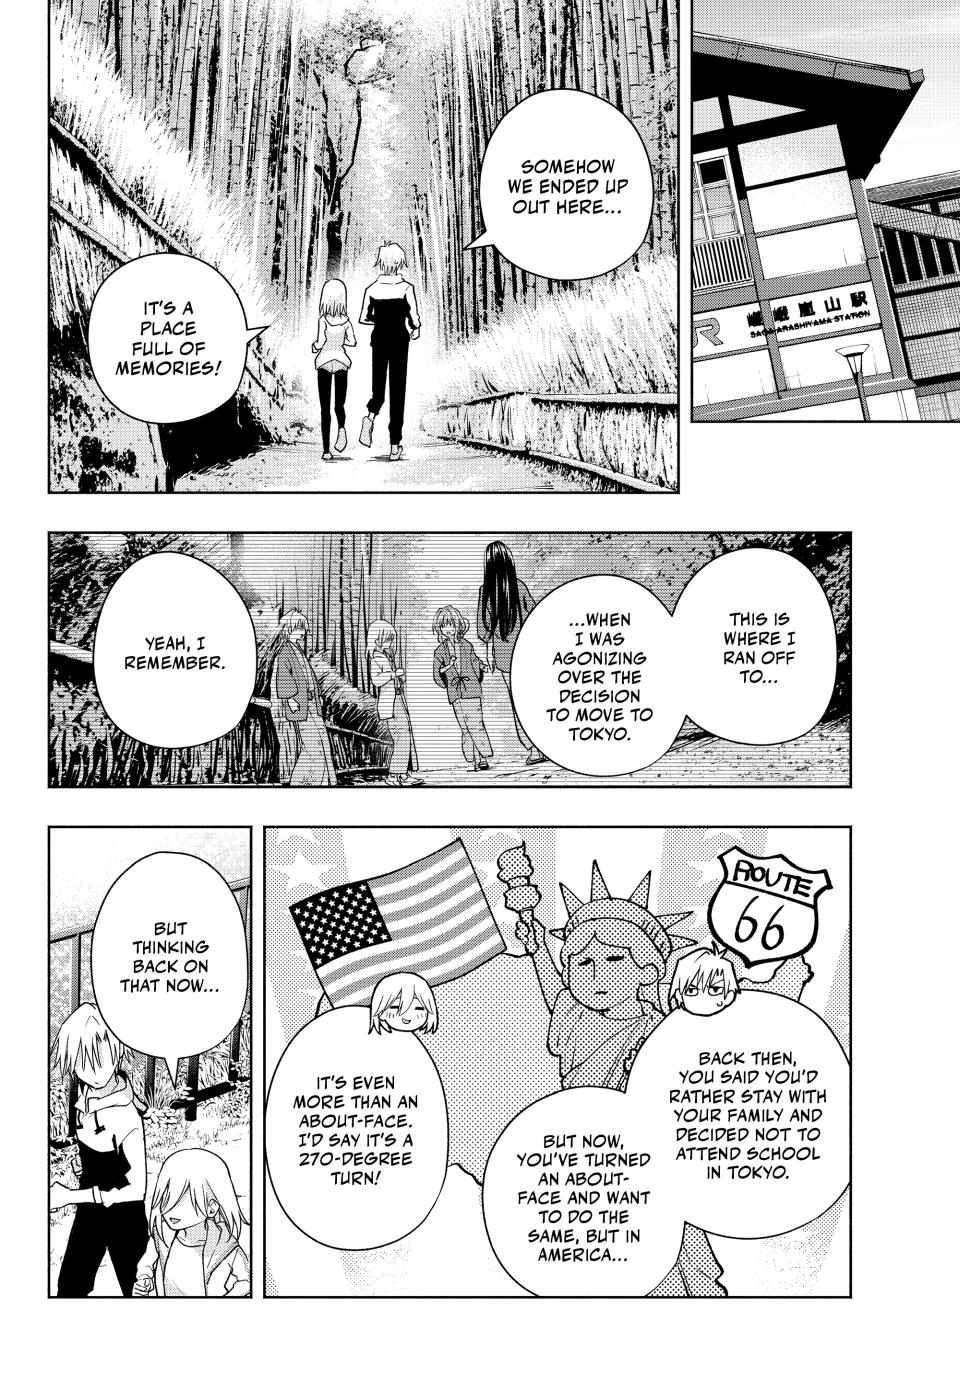 嵯峨嵐山駅
SAGA-ARASHIYAMA STATION
SOMEHOW
WE ENDED UP
OUT HERE...
IT'S A
PLACE
FULL OF
MEMORIES!
THIS IS
WHERE I
RAN OFF
TO...
...WHEN
I WAS
AGONIZING
OVER THE
DECISION
TO MOVE TO
TOKYO.
YEAH, I
REMEMBER.
ROUTE
66
BACK THEN,
YOU SAID YOU'D
RATHER STAY WITH
YOUR FAMILY AND
DECIDED NOT TO
ATTEND SCHOOL
IN TOKYO.
BUT NOW,
YOU'VE TURNED
AN ABOUT-
FACE AND WANT
TO DO THE
SAME, BUT IN
AMERICA...
IT'S EVEN
MORE THAN AN
ABOUT-FACE.
I'D SAY IT'S A
270-DEGREE
TURN!
BUT
THINKING
BACK ON
THAT NOW...